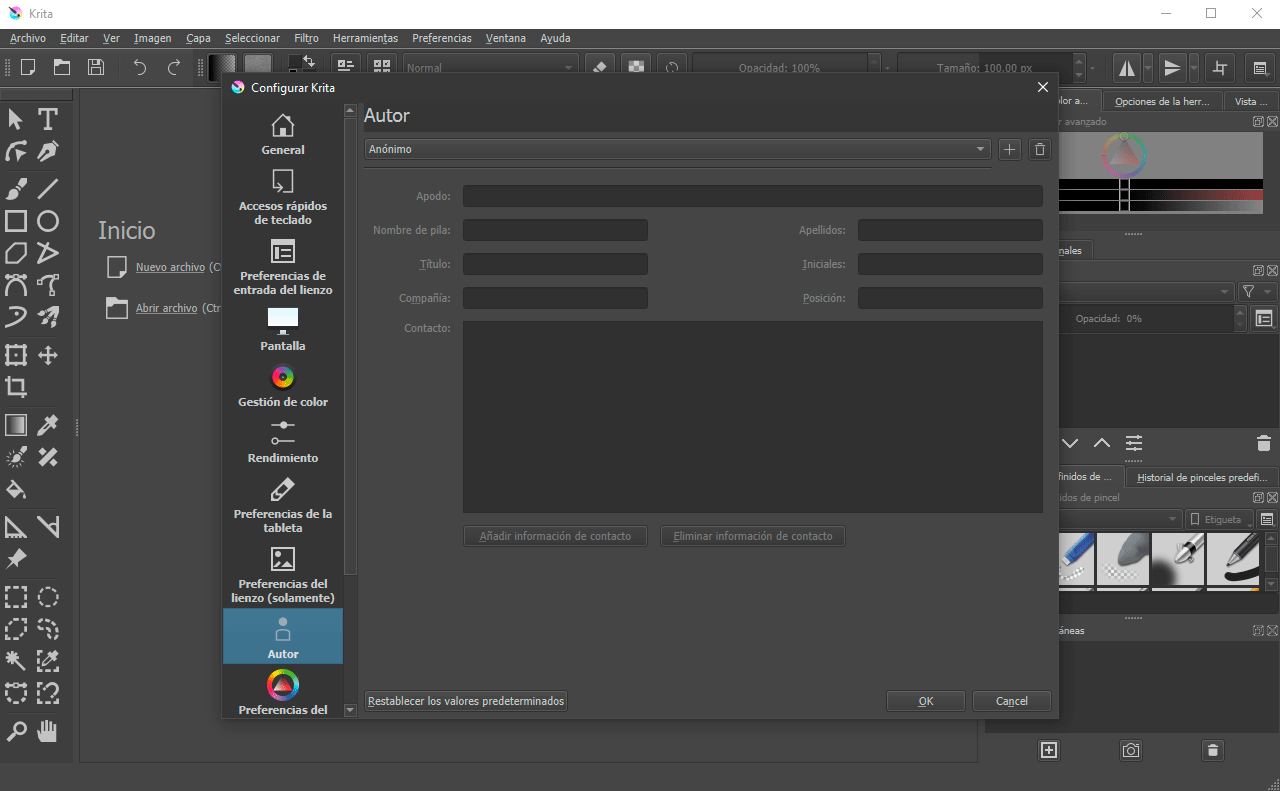 Krita
Archivo Editar Ver Imagen Capa Seleccionar Filtro Herramientas Preferencias Ventana Ayuda
Normal Opacidad: 100% Tamaño: 100.00 px
Configurar Krita
Autor
Anónimo
Apodo:
Nombre de pila: Apellidos:
Título: Iniciales:
Compañía: Posición:
Contacto:
Añadir información de contacto Eliminar información de contacto
Restablecer los valores predeterminados OK Cancel
General
Accesos rápidos
de teclado
Preferencias de
entrada del lienzo
Pantalla
Gestión de color
Rendimiento
Preferencias de la
tableta
Preferencias del
lienzo (solamente)
Autor
Preferencias del
Inicio
Nuevo archivo (C
Abrir archivo (Ctr
olor a... Opciones de la herr... Vista ...
r avanzado
nales
Opacidad: 0%
finidos de ... Historial de pinceles predefi...
idos de pincel
Etiqueta
áneas